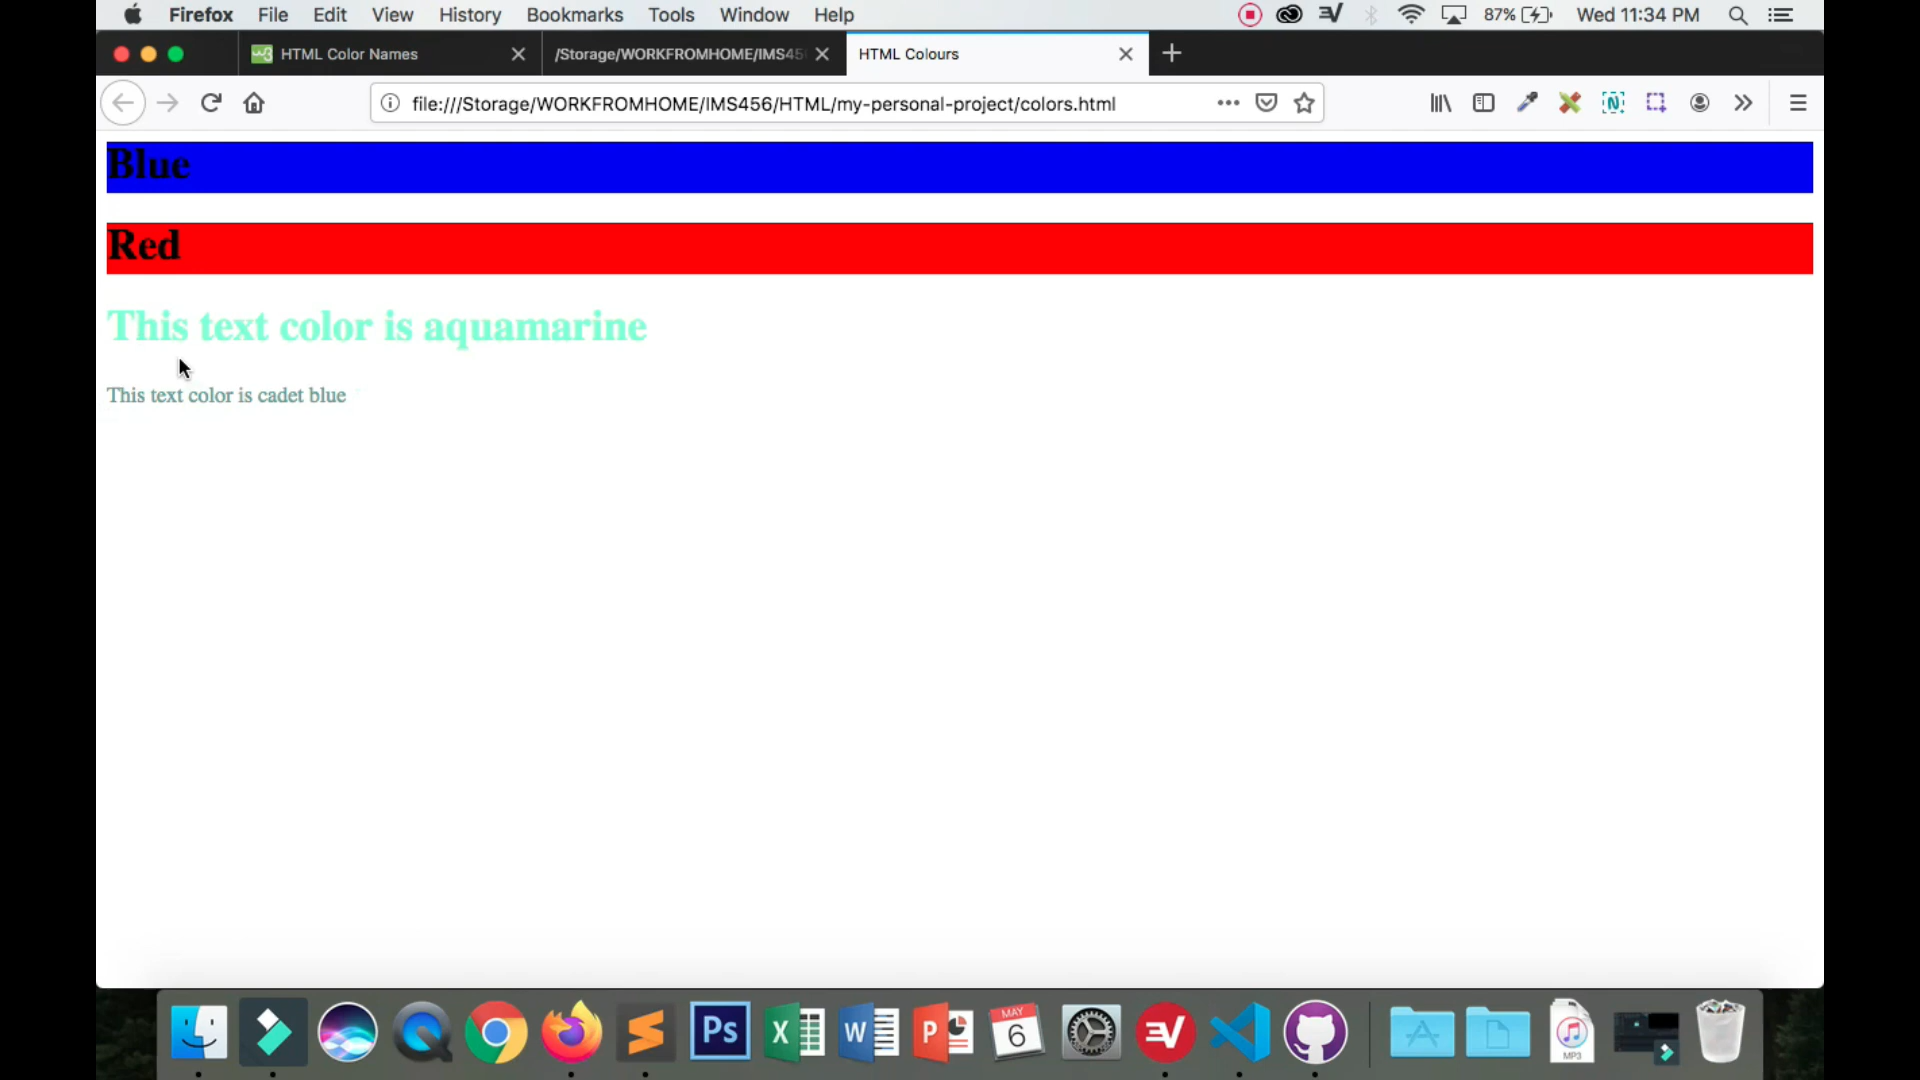 Firefox File Edit View History Bookmarks Tools Window Help 87% Wed 11:34 PM
HTML Color Names /Storage/WORKFROMHOME/IMS45 HTML Colours
file:///Storage/WORKFROMHOME/IMS456/HTML/my-personal-project/colors.html
Blue
Red
This text color is aquamarine
This text color is cadet blue
Ps X W P MAY 6 MP3